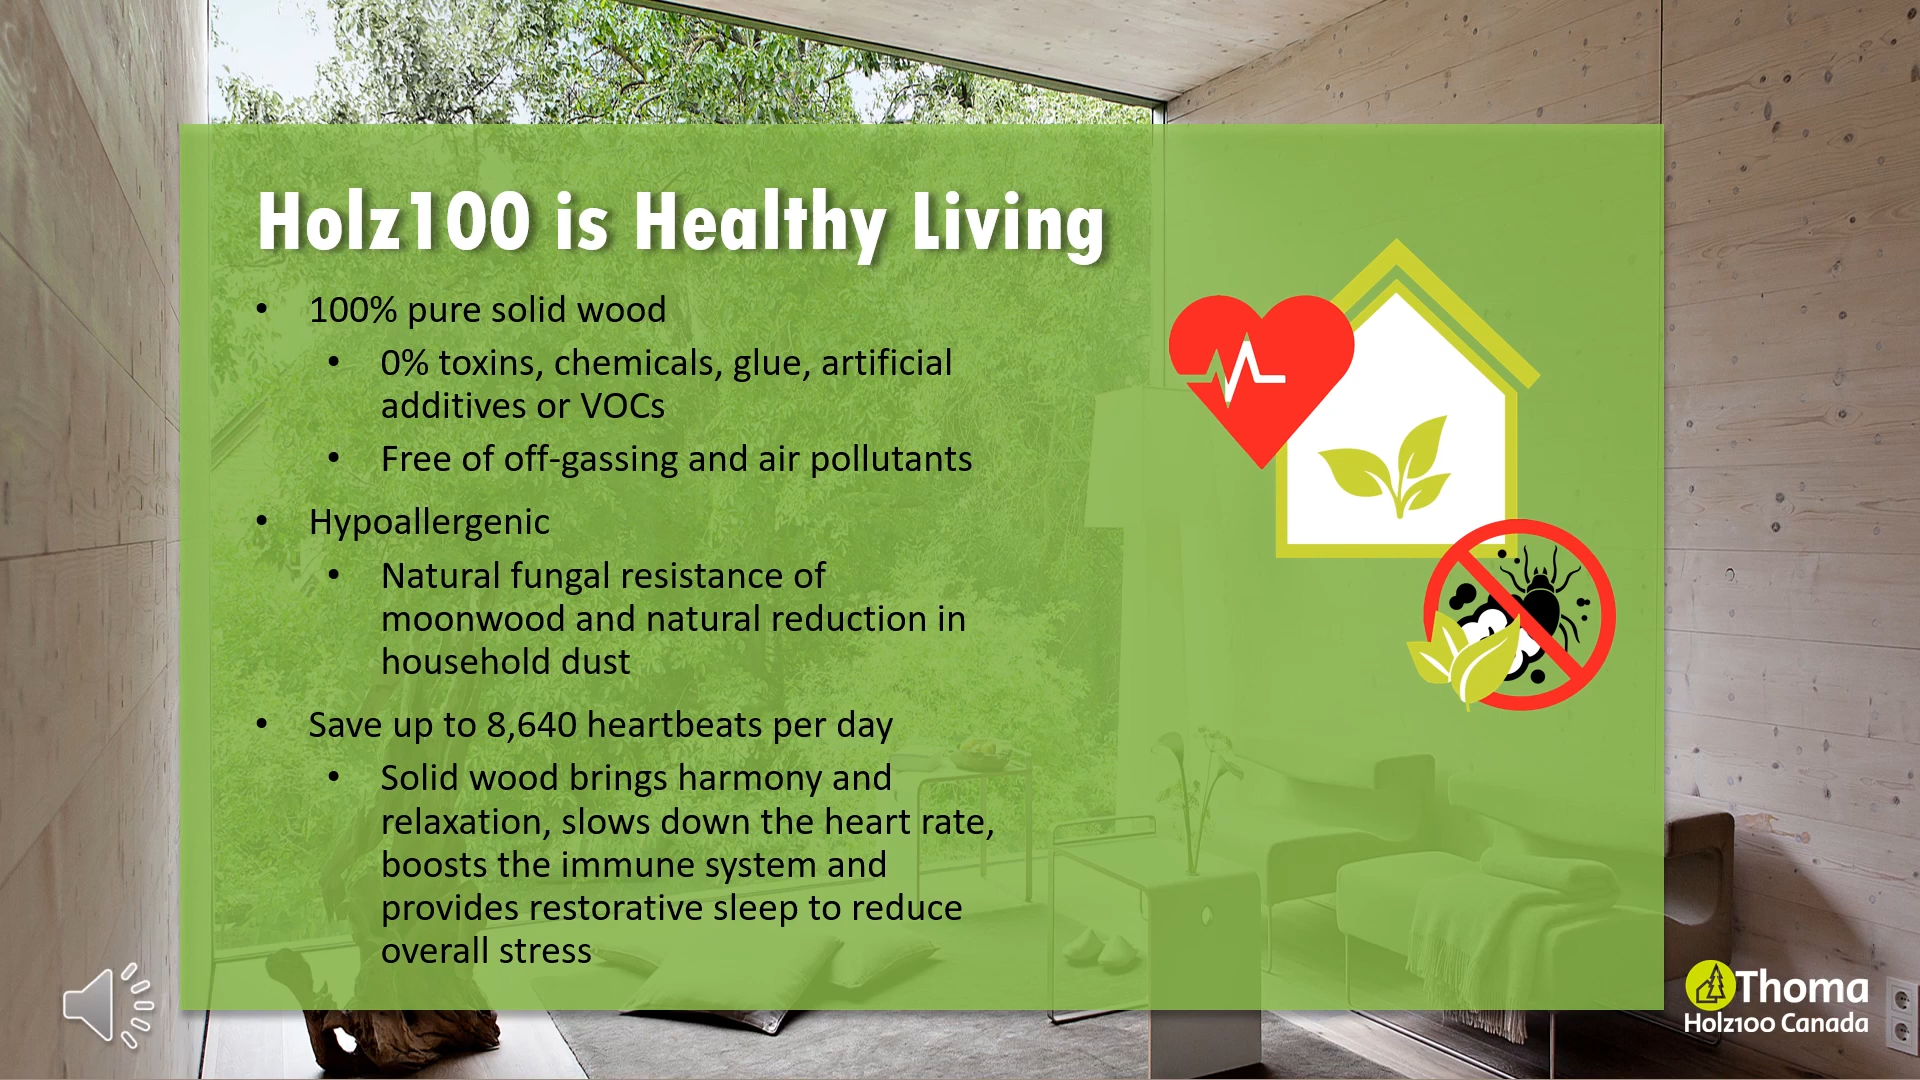 Holz100 is Healthy Living
• 100% pure solid wood
• 0% toxins, chemicals, glue, artificial
additives or VOCs
• Free of off-gassing and air pollutants
• Hypoallergenic
• Natural fungal resistance of
moonwood and natural reduction in
household dust
• Save up to 8,640 heartbeats per day
• Solid wood brings harmony and
relaxation, slows down the heart rate,
boosts the immune system and
provides restorative sleep to reduce
overall stress
Thoma
Holz100 Canada